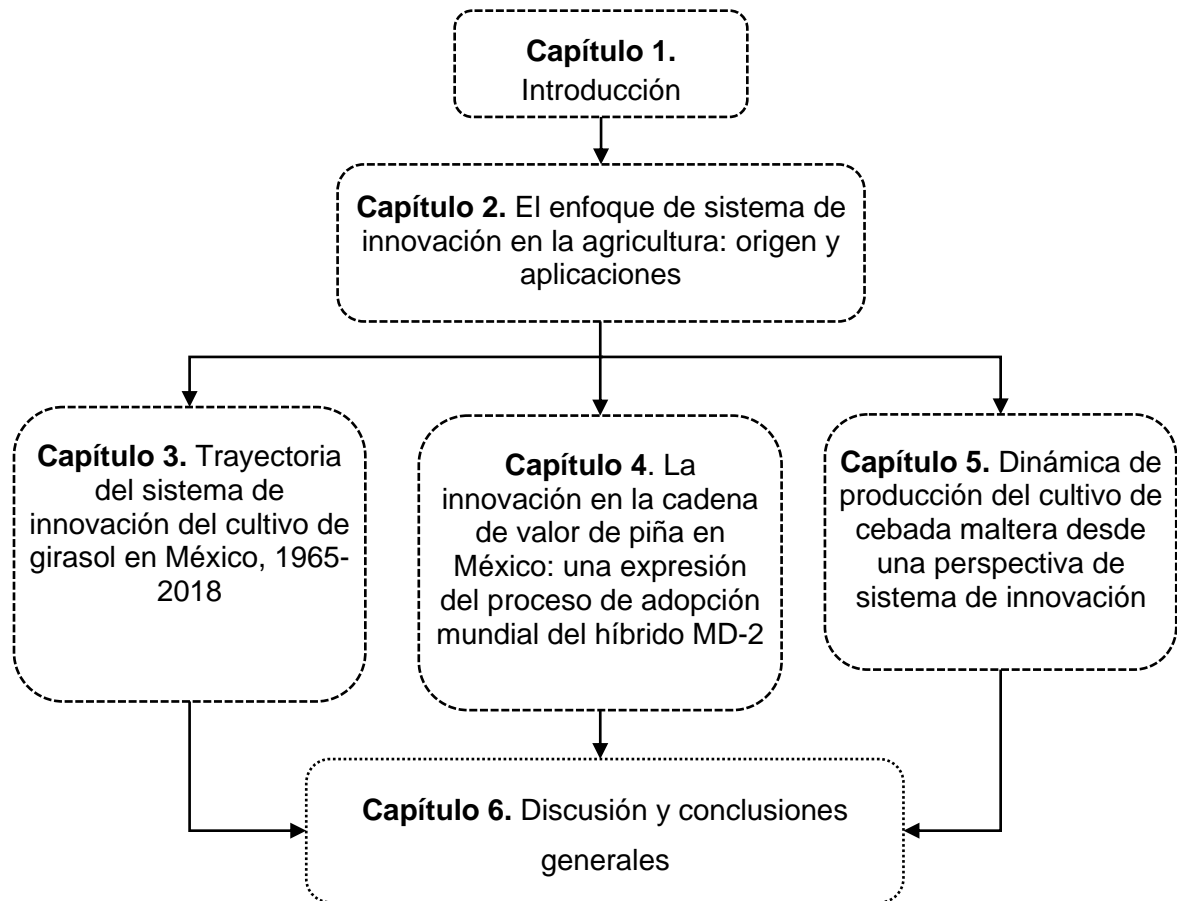 Capítulo 1.
Introducción
Capítulo 2. El enfoque de sistema de
innovación en la agricultura: origen y
aplicaciones
Capítulo 3. Trayectoria
del sistema de
innovación del cultivo de
girasol en México, 1965-
2018
Capítulo 4. La
innovación en la cadena
de valor de piña en
México: una expresión
del proceso de adopción
mundial del híbrido MD-2
Capítulo 5. Dinámica de
producción del cultivo de
cebada maltera desde
una perspectiva de
sistema de innovación
Capítulo 6. Discusión y conclusiones
generales